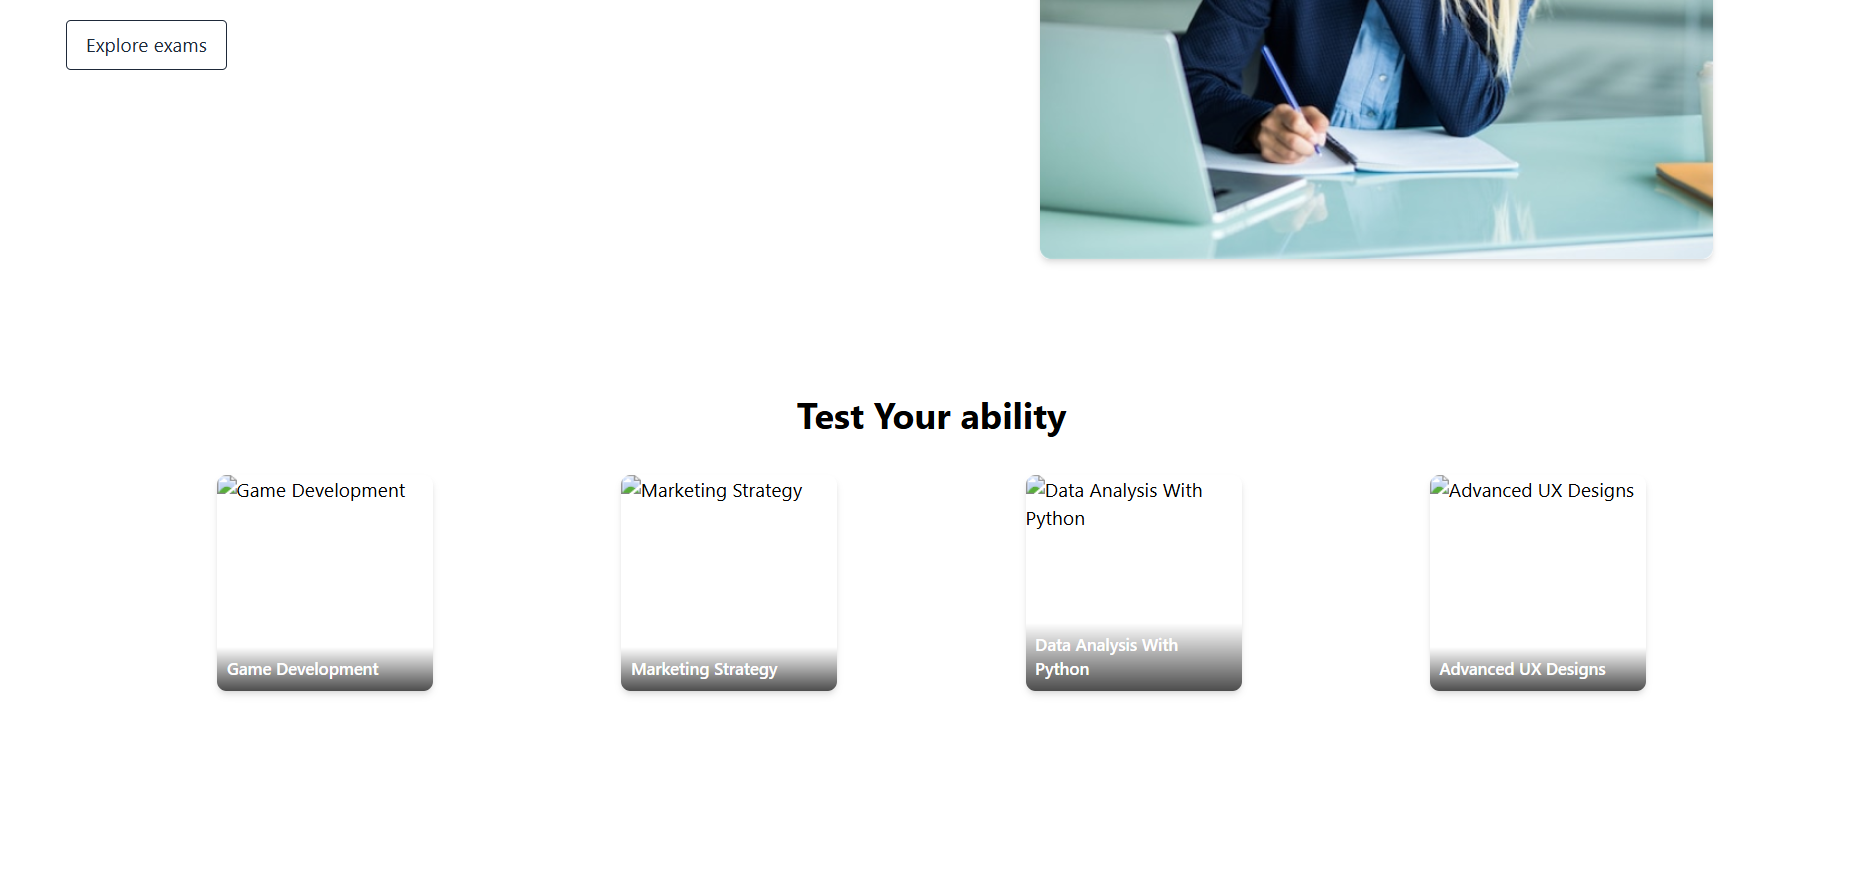 Explore exams
Test Your ability
Game Development
Marketing Strategy
Data Analysis With
Python
Advanced UX Designs
Game Development
Marketing Strategy
Data Analysis With
Python
Advanced UX Designs